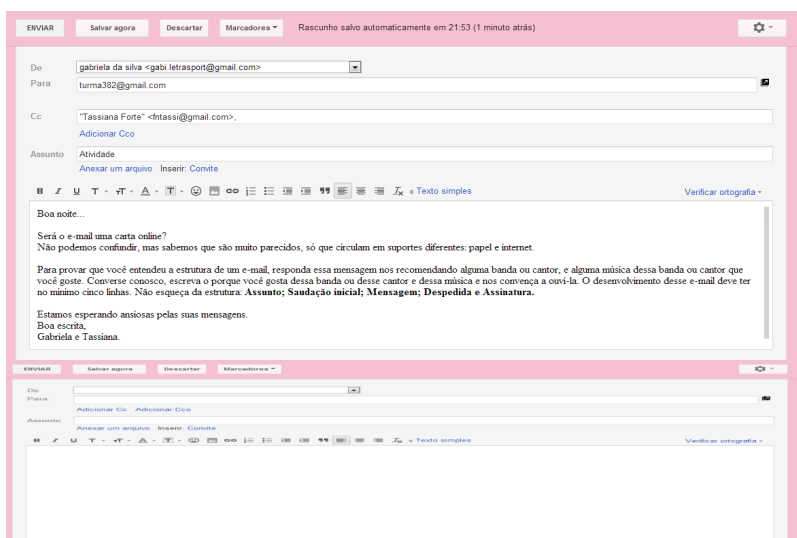 ENVIAR Salvar agora Descartar Marcadores Rascunho salvo automaticamente em 21:53 (1 minuto atrás)
De gabriela da silva <gabi.letrasport@gmail.com>
Para turma382@gmail.com
Cc "Tassiana Forte" <fntassi@gmail.com>,
Adicionar Cco
Assunto Atividade
Anexar um arquivo Inserir: Convite
B I U T T A T Tx « Texto simples Verificar ortografia
Boa noite...
Será o e-mail uma carta online?
Não podemos confundir, mas sabemos que são muito parecidos, só que circulam em suportes diferentes: papel e internet.
Para provar que você entendeu a estrutura de um e-mail, responda essa mensagem nos recomendando alguma banda ou cantor, e alguma música dessa banda ou cantor que
você goste. Converse conosco, escreva o porque você gosta dessa banda ou desse cantor e dessa música e nos convença a ouvi-la. O desenvolvimento desse e-mail deve ter
no mínimo cinco linhas. Não esqueça da estrutura: Assunto; Saudação inicial; Mensagem; Despedida e Assinatura.
Estamos esperando ansiosas pelas suas mensagens.
Boa escrita,
Gabriela e Tassiana.
ENVIAR Salvar agora Descartar Marcadores
De
Para
Adicionar Cc Adicionar Cco
Assunto
Anexar um arquivo Inserir: Convite
B I U T T A T Tx « Texto simples Verificar ortografia